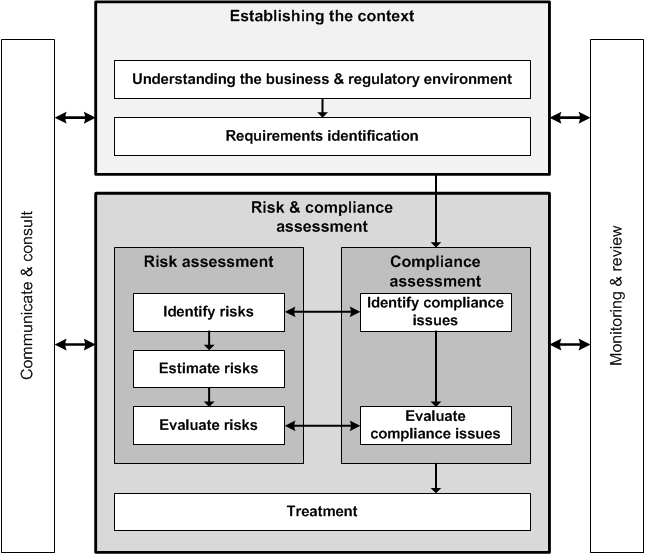 Establishing the context
Understanding the business & regulatory environment
Requirements identification
Communicate & consult
Monitoring & review
Risk & compliance
assessment
Risk assessment
Compliance
assessment
Identify risks
Identify compliance
issues
Estimate risks
Evaluate risks
Evaluate
compliance issues
Treatment